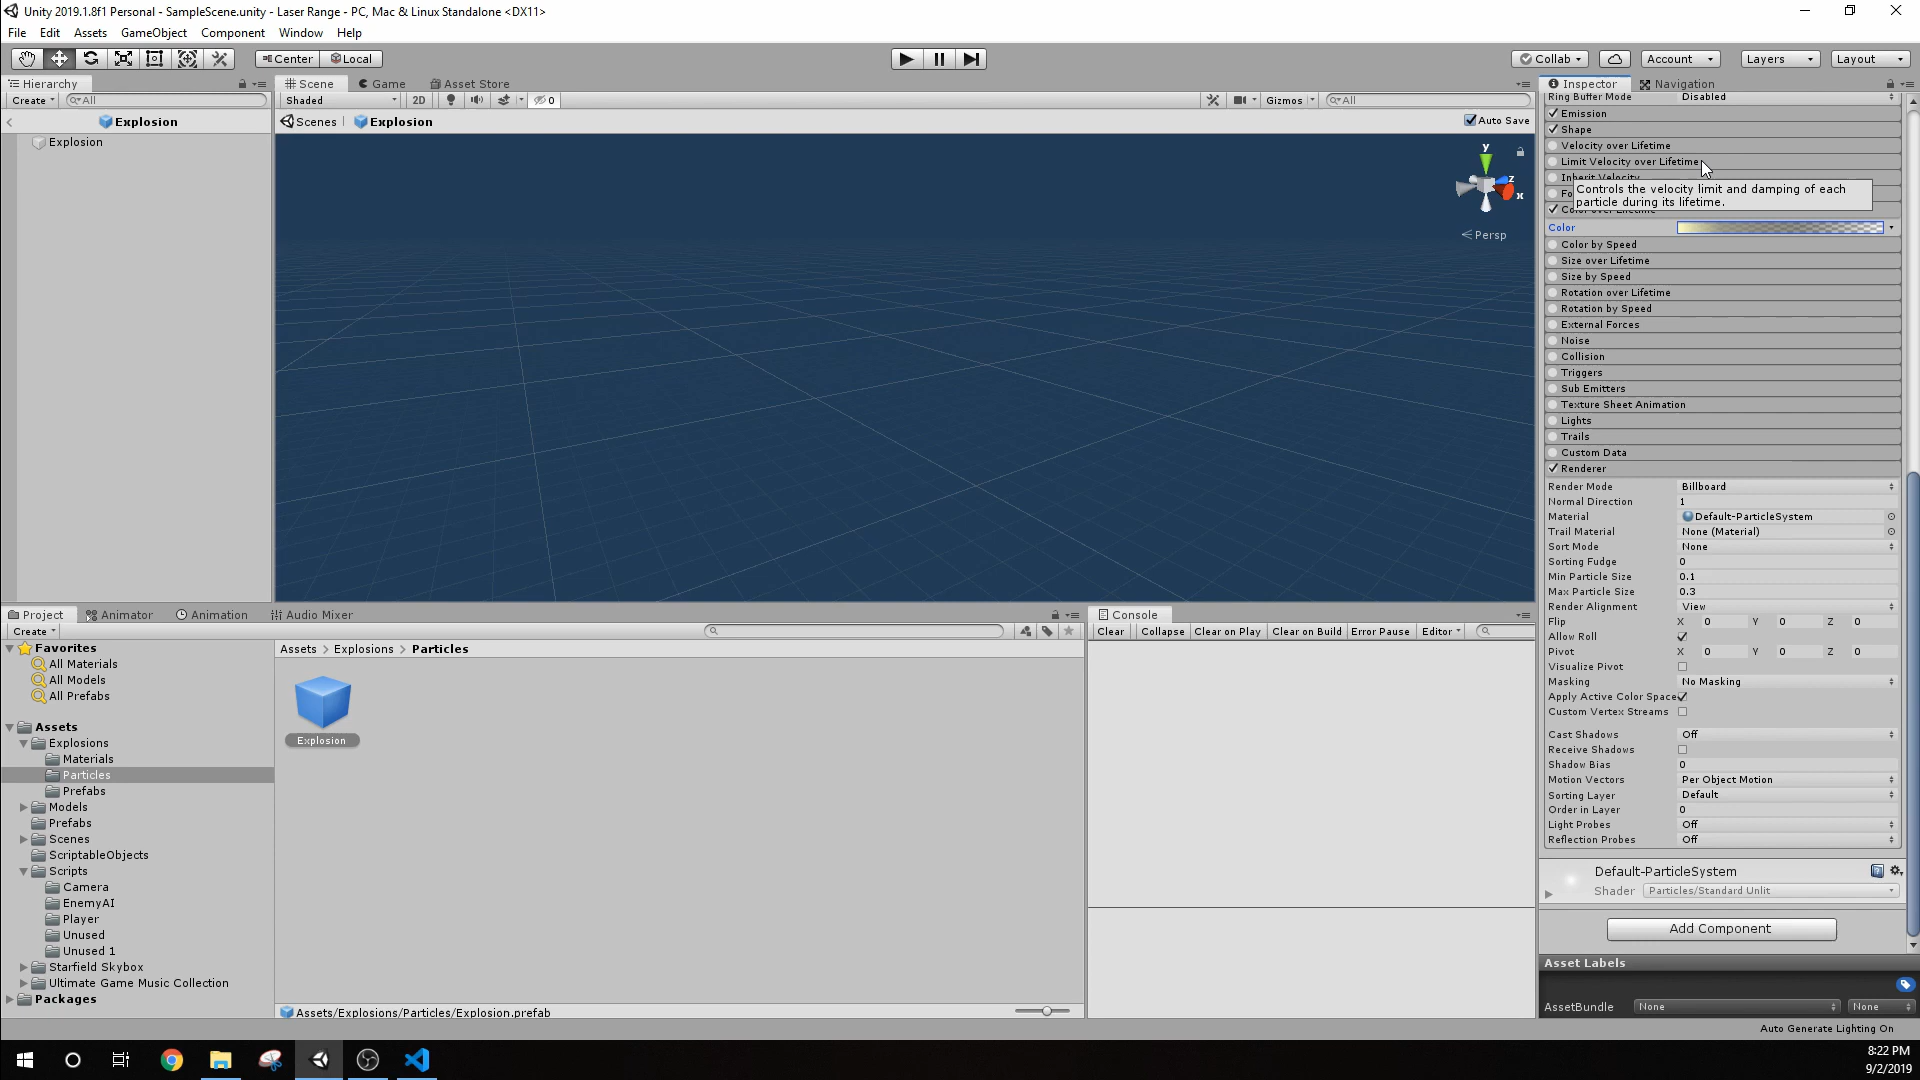 Unity 2019.1.8f1 Personal - SampleScene.unity - Laser Range - PC, Mac & Linux Standalone <DX11>
File Edit Assets GameObject Component Window Help
Center Local
Collab Account Layers Layout
Hierarchy
Create All
Explosion
Explosion
Scene Game Asset Store
Shaded 2D 0 Gizmos All
Scenes Explosion Auto Save
y
z
x
Persp
Inspector Navigation
Ring Buffer Mode Disabled
Emission
Shape
Velocity over Lifetime
Limit Velocity over Lifetime
Inherit Velocity
Fo
Controls the velocity limit and damping of each
particle during its lifetime.
Color over Lifetime
Color
Color by Speed
Size over Lifetime
Size by Speed
Rotation over Lifetime
Rotation by Speed
External Forces
Noise
Collision
Triggers
Sub Emitters
Texture Sheet Animation
Lights
Trails
Custom Data
Renderer
Render Mode Billboard
Normal Direction 1
Material Default-ParticleSystem
Trail Material None (Material)
Sort Mode None
Sorting Fudge 0
Min Particle Size 0.1
Max Particle Size 0.3
Render Alignment View
Flip X 0 Y 0 Z 0
Allow Roll
Pivot X 0 Y 0 Z 0
Visualize Pivot
Masking No Masking
Apply Active Color Space
Custom Vertex Streams
Cast Shadows Off
Receive Shadows
Shadow Bias 0
Motion Vectors Per Object Motion
Sorting Layer Default
Order in Layer 0
Light Probes Off
Reflection Probes Off
Default-ParticleSystem
Shader Particles/Standard Unlit
Add Component
Asset Labels
AssetBundle None None
Auto Generate Lighting On
Project Animator Animation Audio Mixer
Create
Favorites
All Materials
All Models
All Prefabs
Assets
Explosions
Materials
Particles
Prefabs
Models
Prefabs
Scenes
ScriptableObjects
Scripts
Camera
EnemyAI
Player
Unused
Unused 1
Starfield Skybox
Ultimate Game Music Collection
Packages
Assets > Explosions > Particles
Explosion
Assets/Explosions/Particles/Explosion.prefab
Console
Clear Collapse Clear on Play Clear on Build Error Pause Editor
8:22 PM
9/2/2019